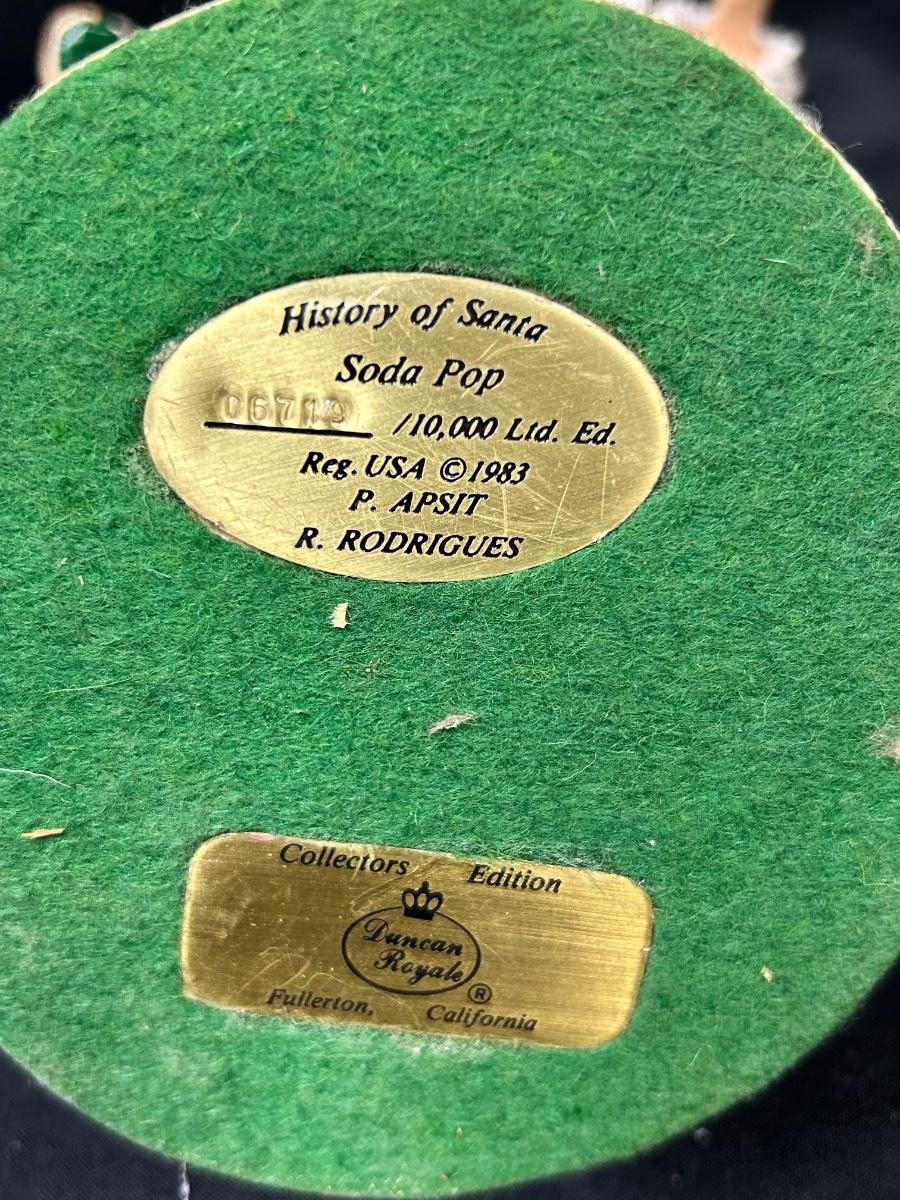 History of Santa
Soda Pop
06719 /10,000 Ltd. Ed.
Reg. USA ©1983
P. APSIT
R. RODRIGUES
Collectors Edition
Duncan
Royale ®
Fullerton, California